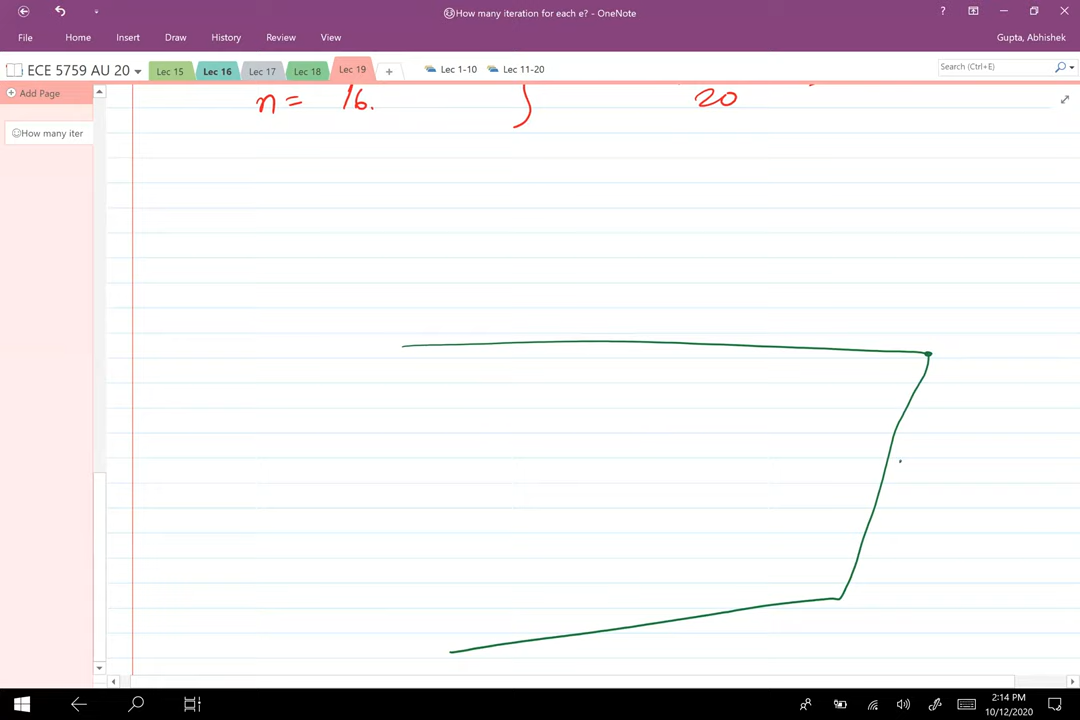 How many iteration for each e? - OneNote
File Home Insert Draw History Review View
Gupta, Abhishek
ECE 5759 AU 20
Lec 15
Lec 16
Lec 17
Lec 18
Lec 19
Lec 1-10
Lec 11-20
Search (Ctrl+E)
Add Page
How many iter
n = 16. 20
2:14 PM
10/12/2020